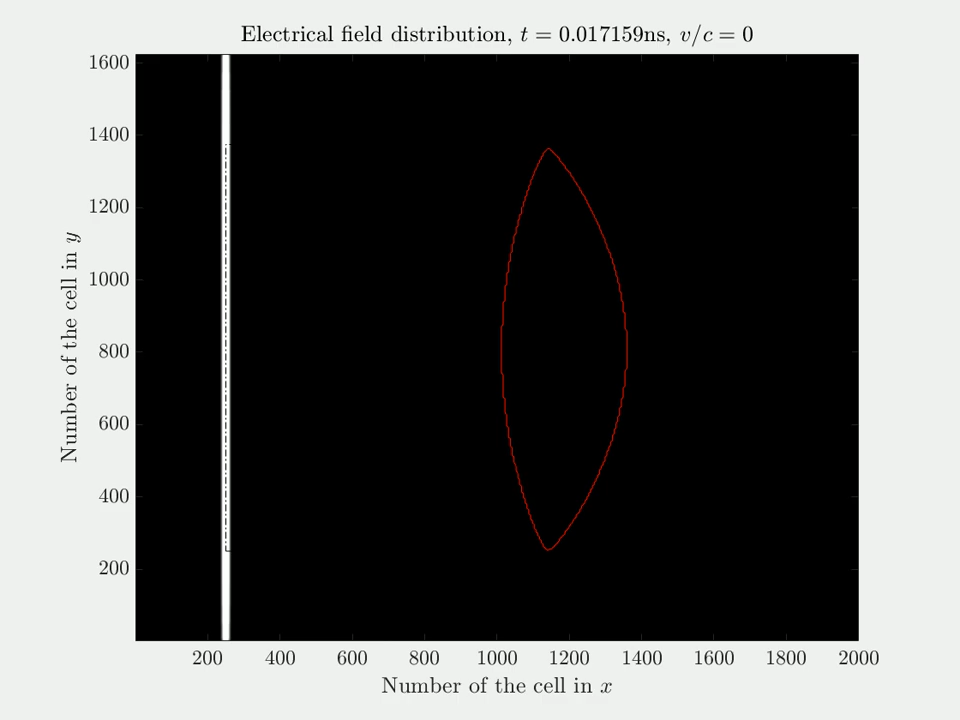 Electrical field distribution, t = 0.017159ns, v/c = 0
1600
1400
1200
1000
800
600
400
200
Number of the cell in y
200 400 600 800 1000 1200 1400 1600 1800 2000
Number of the cell in x